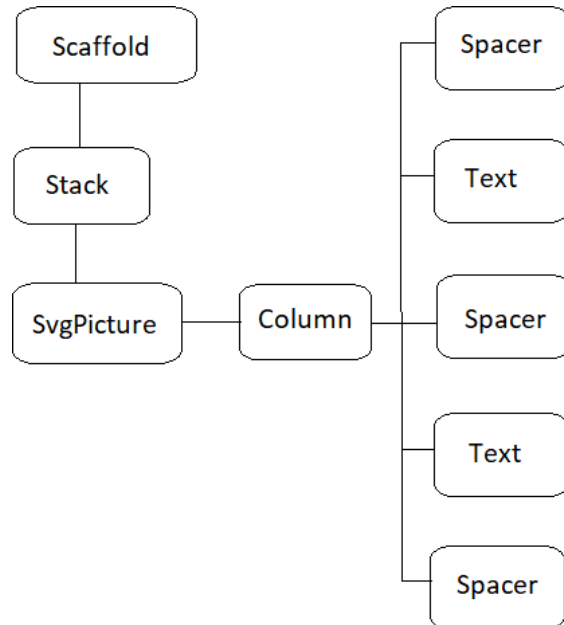 Scaffold
Stack
SvgPicture
Column
Spacer
Text
Spacer
Text
Spacer